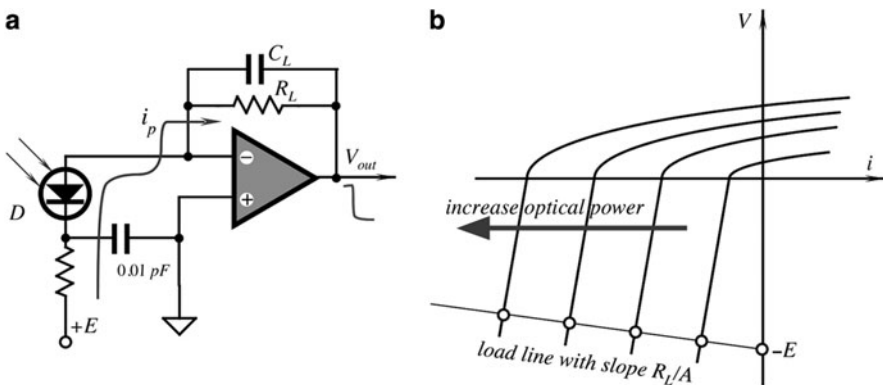 a
C_L
R_L
i_p
V_out
−
+
D
0.01 pF
+E
b
V
i
increase optical power
−E
load line with slope R_L/A